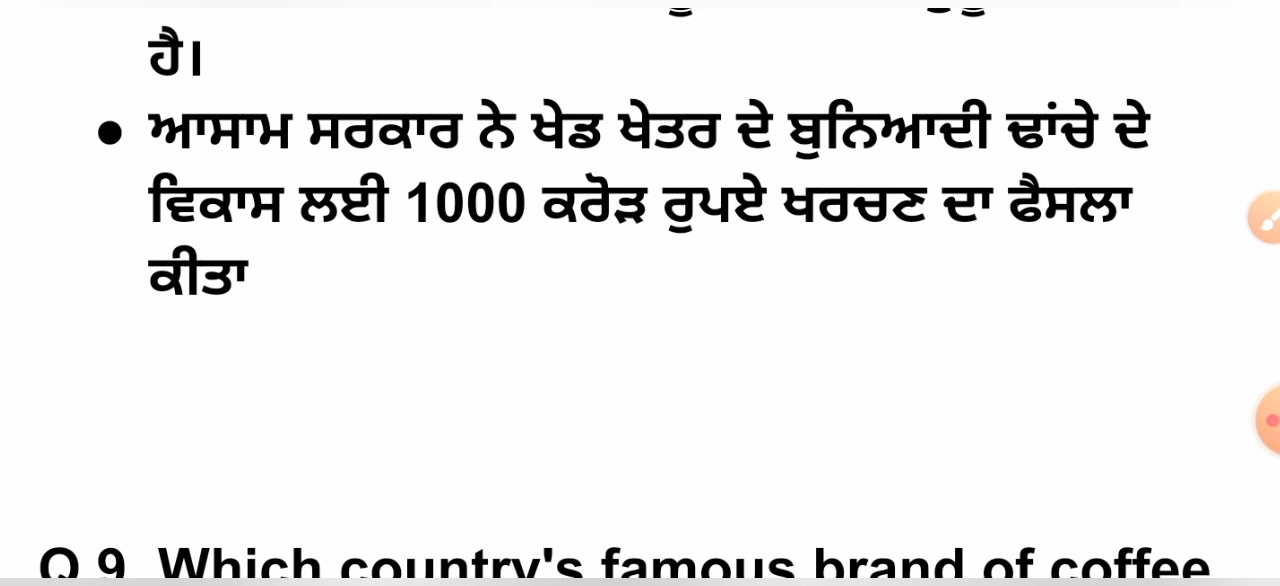 ਹੈ।
● ਆਸਾਮ ਸਰਕਾਰ ਨੇ ਖੇਡ ਖੇਤਰ ਦੇ ਬੁਨਿਆਦੀ ਢਾਂਚੇ ਦੇ
ਵਿਕਾਸ ਲਈ 1000 ਕਰੋੜ ਰੁਪਏ ਖਰਚਣ ਦਾ ਫੈਸਲਾ
ਕੀਤਾ
Q 9 Which country's famous brand of coffee